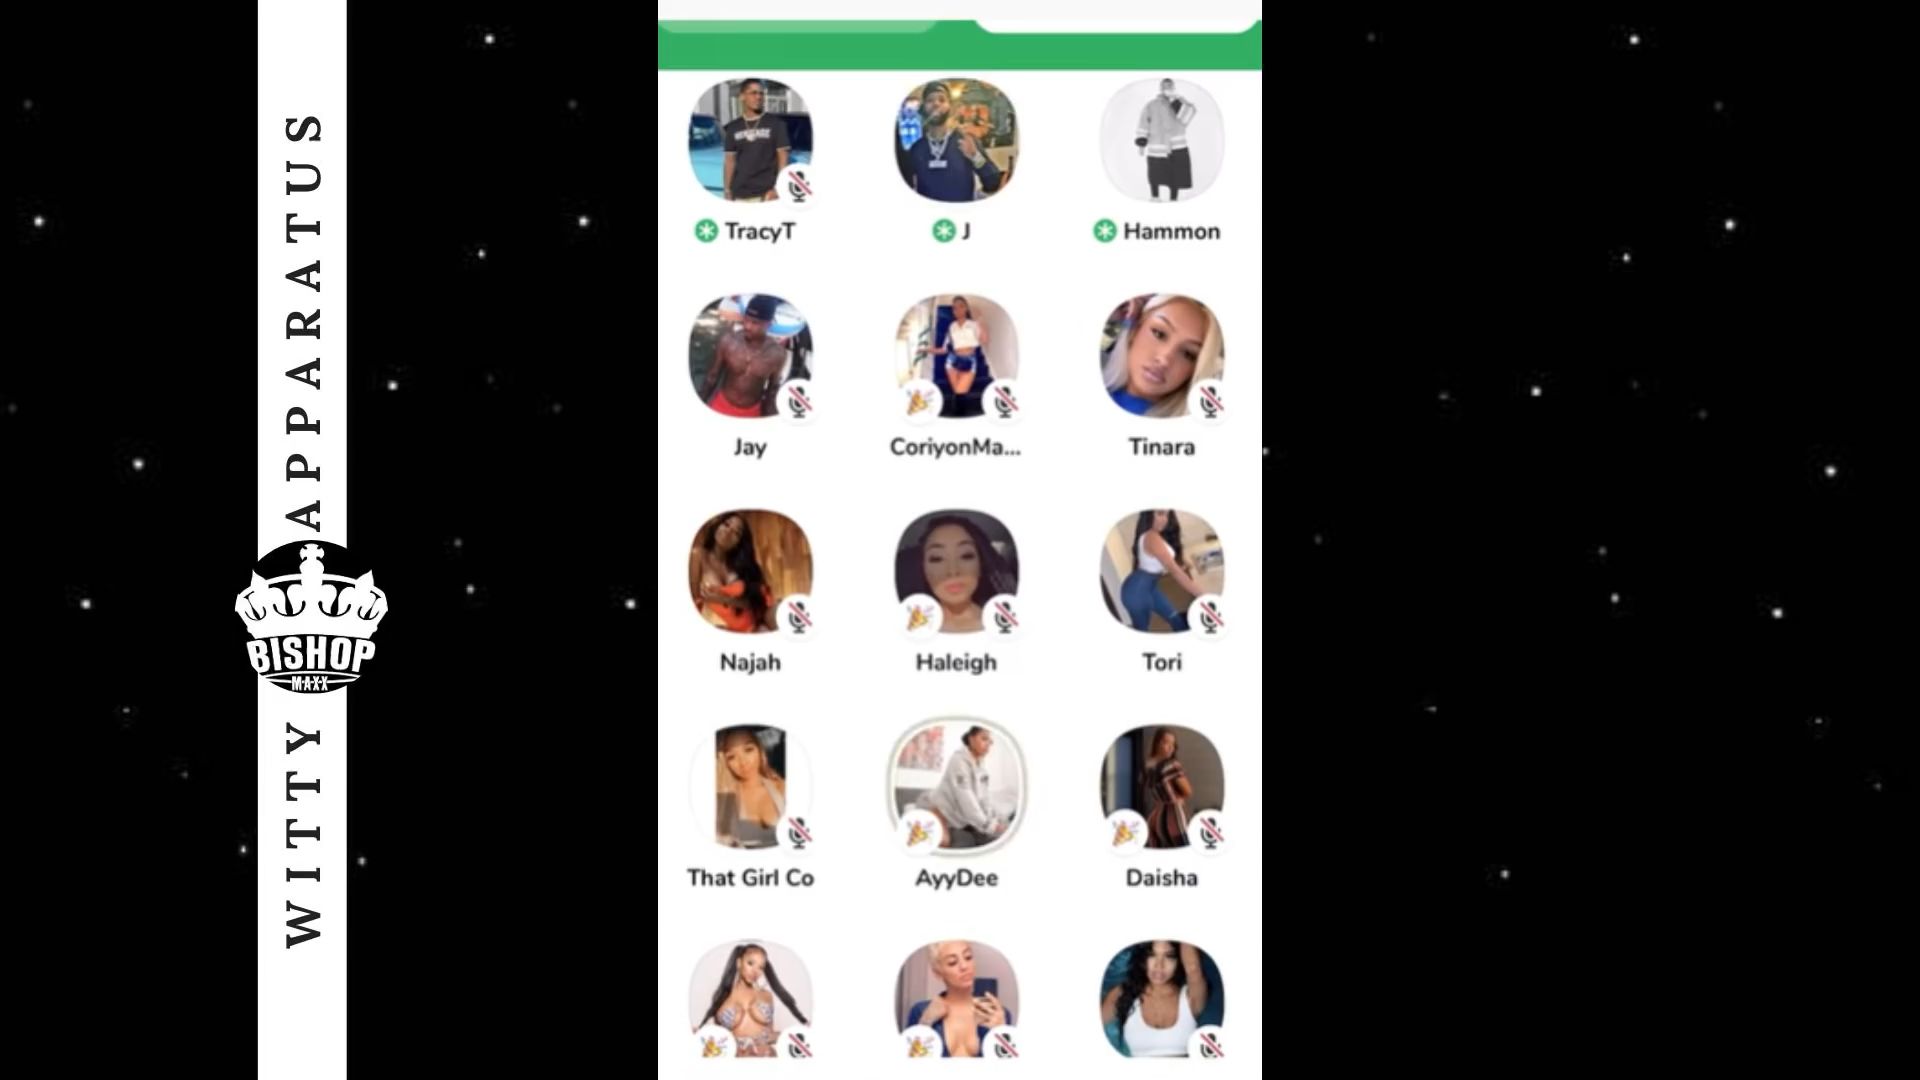 WITTY APPARATUS
BISHOP
MAXX
TracyT
J
Hammon
Jay
CoriyonMa...
Tinara
Najah
Haleigh
Tori
That Girl Co
AyyDee
Daisha